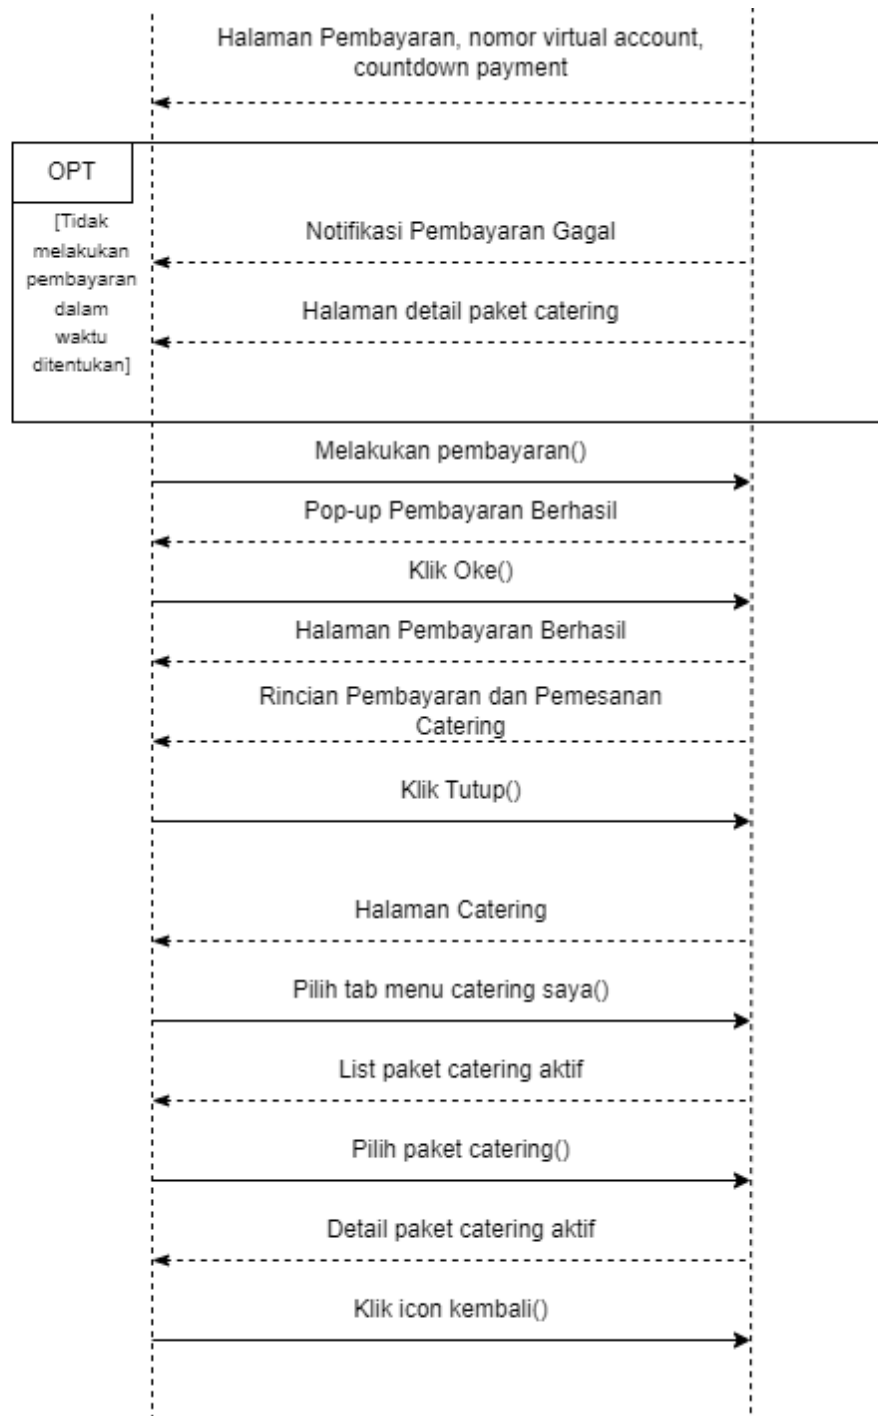 Halaman Pembayaran, nomor virtual account,
countdown payment
OPT
[Tidak
melakukan
pembayaran
dalam
waktu
ditentukan]
Notifikasi Pembayaran Gagal
Halaman detail paket catering
Melakukan pembayaran()
Pop-up Pembayaran Berhasil
Klik Oke()
Halaman Pembayaran Berhasil
Rincian Pembayaran dan Pemesanan
Catering
Klik Tutup()
Halaman Catering
Pilih tab menu catering saya()
List paket catering aktif
Pilih paket catering()
Detail paket catering aktif
Klik icon kembali()